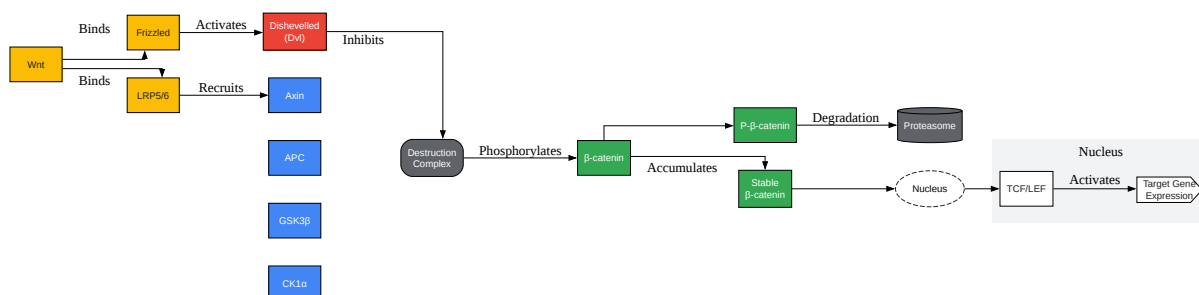 Binds
Frizzled
Activates
Dishevelled
(Dvl)
Inhibits
Wnt
Binds
LRP5/6
Recruits
Axin
APC
GSK3β
CK1α
Destruction
Complex
Phosphorylates
β-catenin
P-β-catenin
Degradation
Proteasome
Accumulates
Stable
β-catenin
Nucleus
Nucleus
TCF/LEF
Activates
Target Gene
Expression